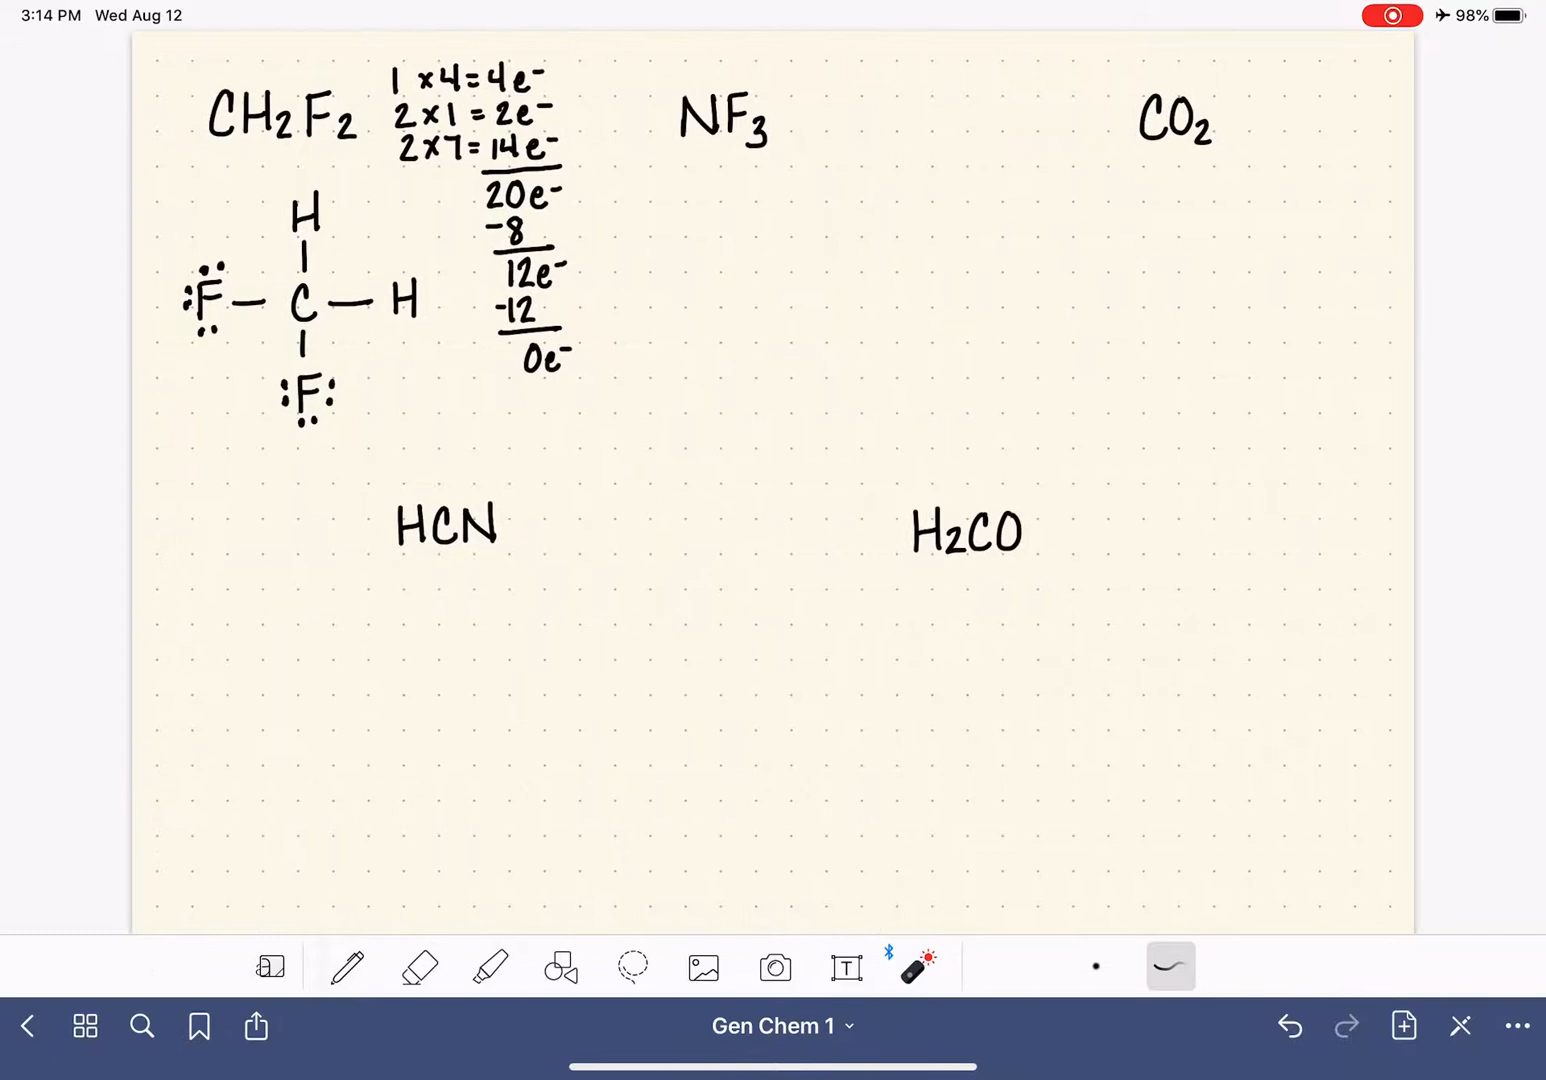 3:14 PM Wed Aug 12
98%
CH₂F₂
1 × 4 = 4e⁻
2 × 1 = 2e⁻
2 × 7 = 14e⁻
20e⁻
-8
12e⁻
-12
0e⁻
H
:F̤̈ — C — H
:F̤:
NF₃
CO₂
HCN
H₂CO
T
Gen Chem 1